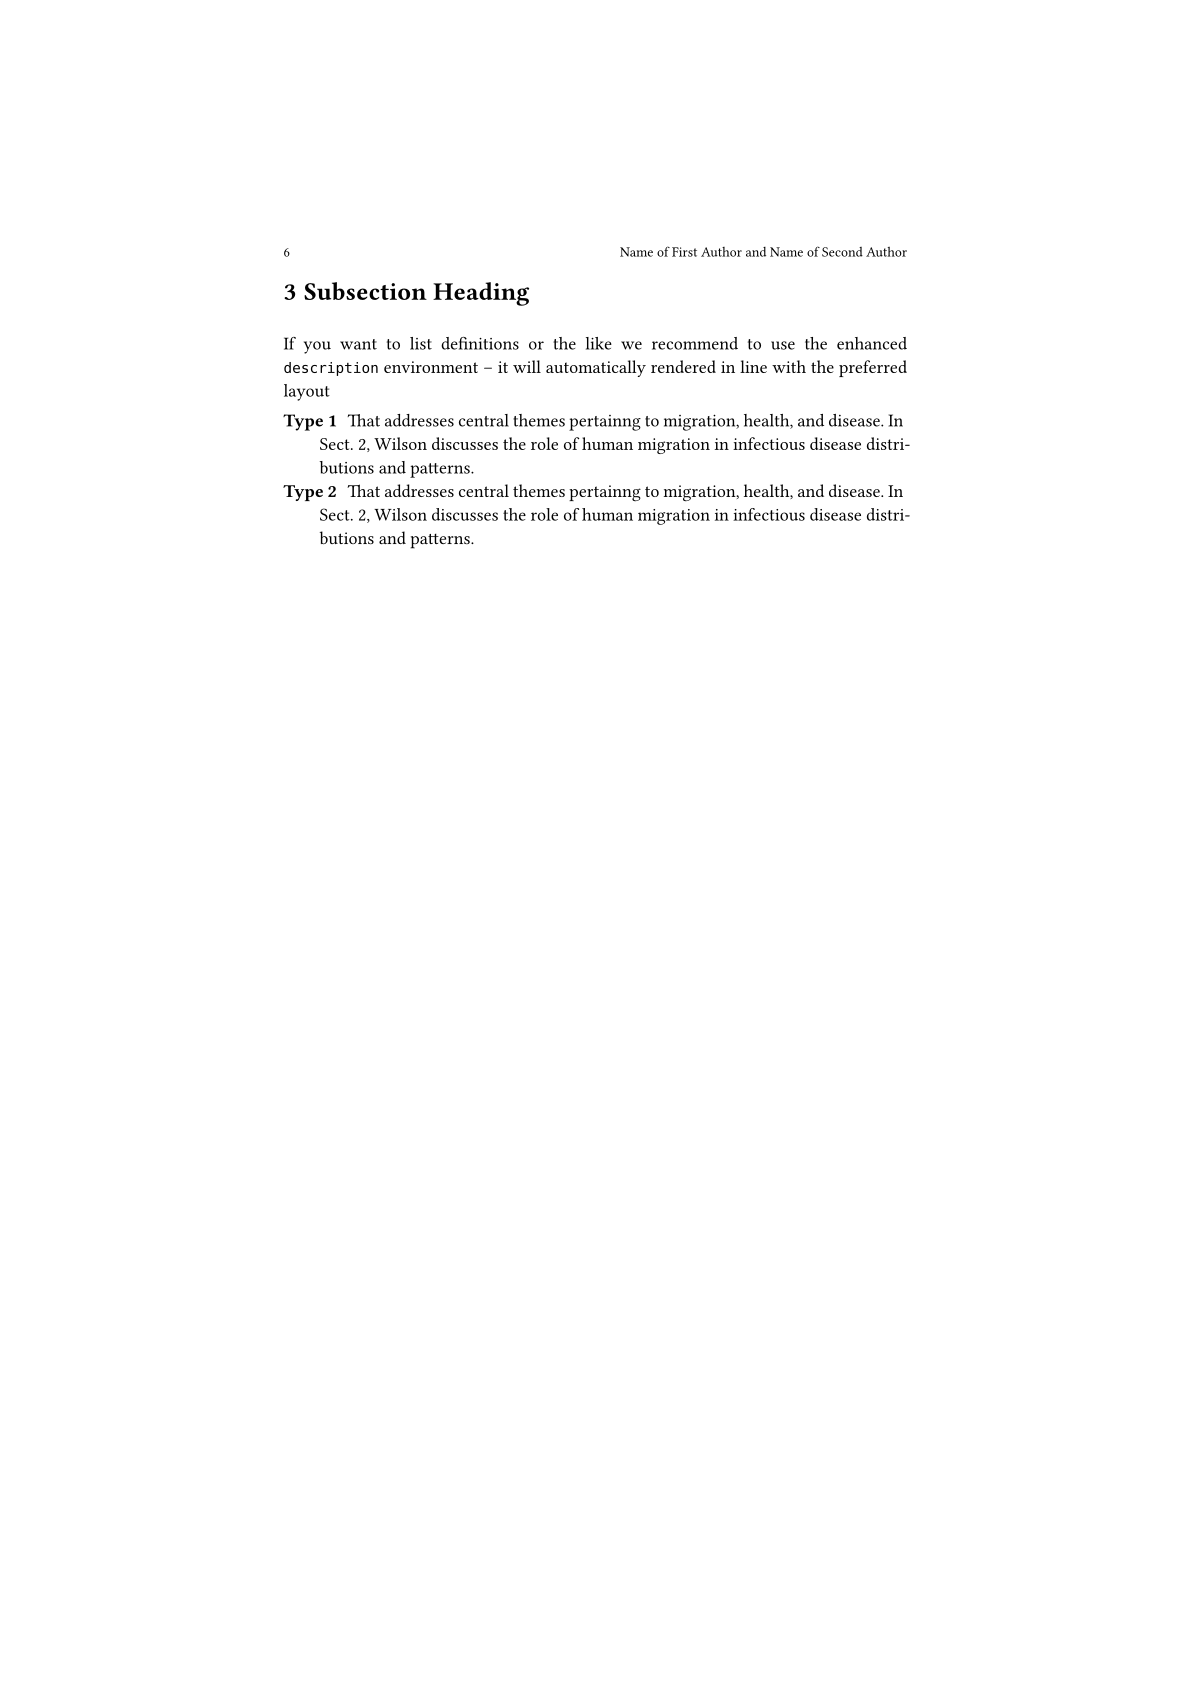 6 Name of First Author and Name of Second Author
3 Subsection Heading
If you want to list definitions or the like we recommend to use the enhanced
description environment – it will automatically rendered in line with the preferred
layout
Type 1 That addresses central themes pertainng to migration, health, and disease. In
Sect. 2, Wilson discusses the role of human migration in infectious disease distri-
butions and patterns.
Type 2 That addresses central themes pertainng to migration, health, and disease. In
Sect. 2, Wilson discusses the role of human migration in infectious disease distri-
butions and patterns.